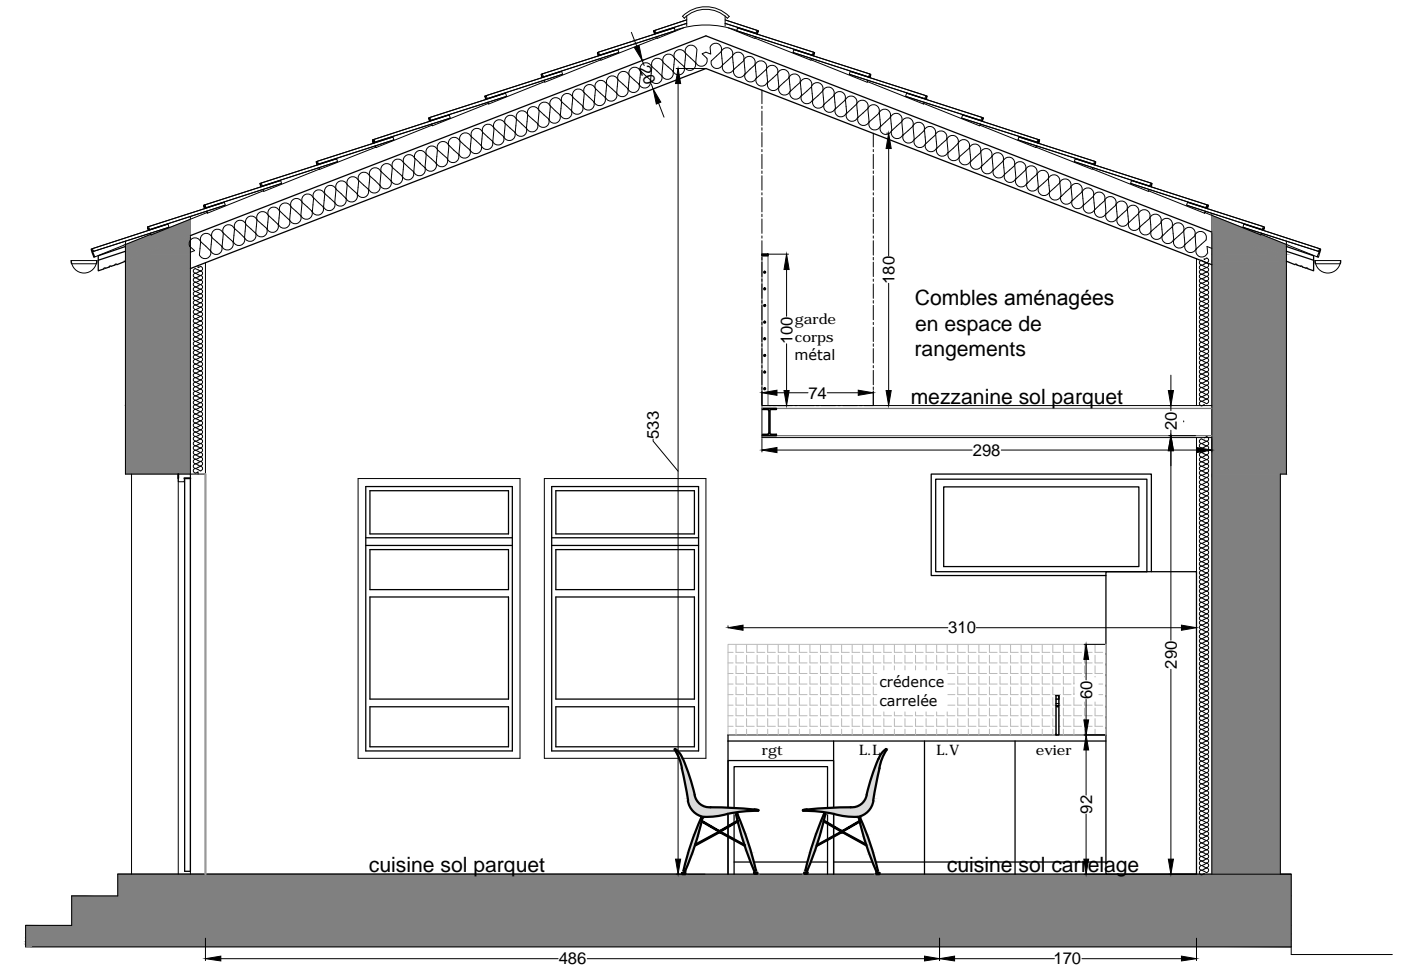 20
180
Combles aménagées
en espace de
rangements
100
garde
corps
métal
74
mezzanine sol parquet
20
533
298
310
290
crédence
carrelée
60
rgt
L.L
L.V
evier
92
cuisine sol parquet
cuisine sol carrelage
486
170